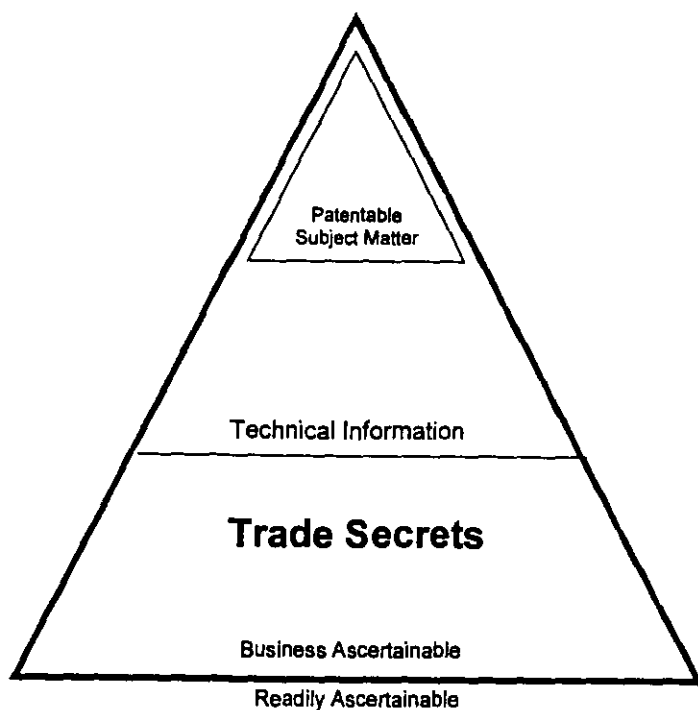 Patentable
Subject Matter
Technical Information
Trade Secrets
Business Ascertainable
Readily Ascertainable